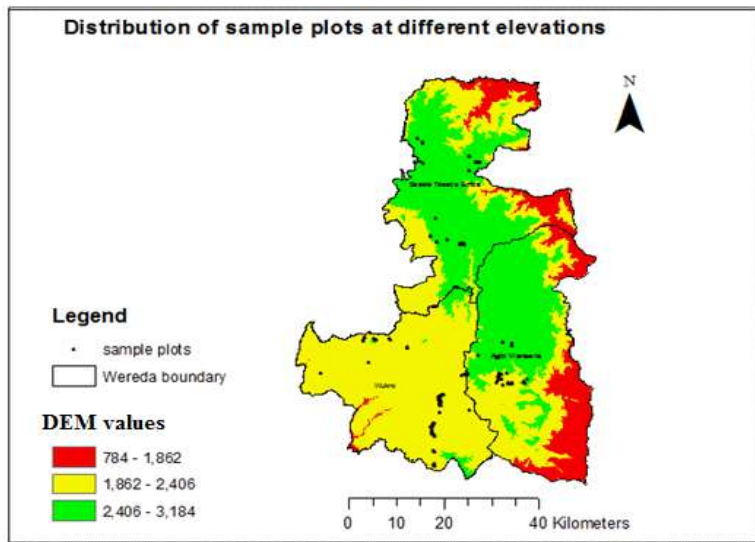 Distribution of sample plots at different elevations
N
Wukro
Legend
sample plots
Wereda boundary
DEM values
784 - 1,862
1,862 - 2,406
2,406 - 3,184
0 10 20 40 Kilometers